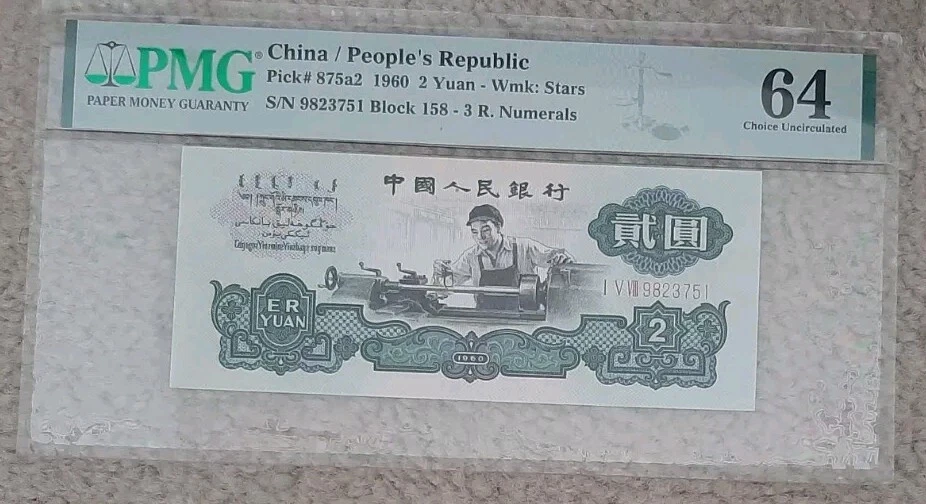 PMG®
PAPER MONEY GUARANTY
China / People's Republic
Pick# 875a2 1960 2 Yuan - Wmk: Stars
S/N 9823751 Block 158 - 3 R. Numerals
64
Choice Uncirculated
中國人民銀行
貳圓
I V VIII 9823751
ER
YUAN
1960
2